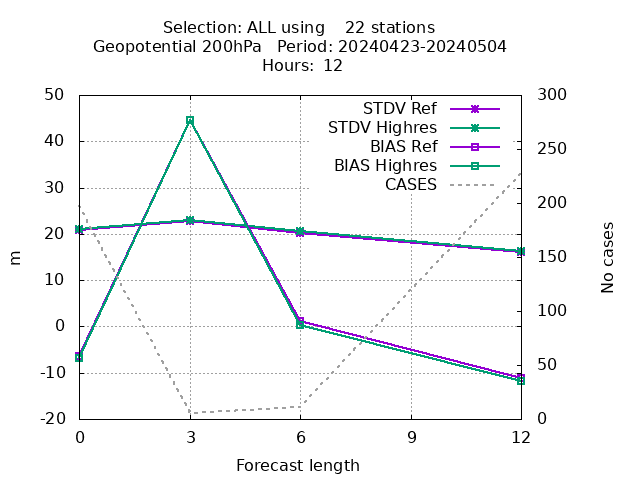 Selection: ALL using    22 stations
Geopotential 200hPa   Period: 20240423-20240504
Hours:  12
50
40
30
20
10
0
-10
-20
300
250
200
150
100
50
0
STDV Ref
STDV Highres
BIAS Ref
BIAS Highres
CASES
m
No cases
0 3 6 9 12
Forecast length